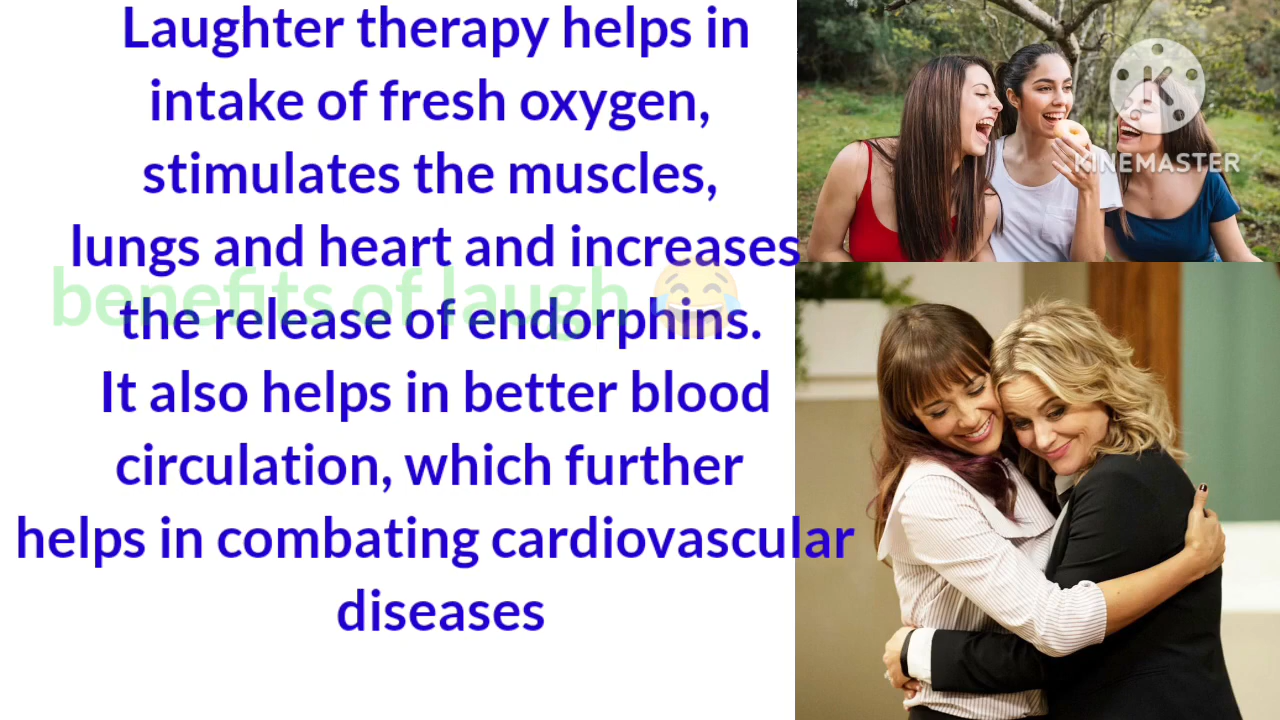 Laughter therapy helps in
intake of fresh oxygen,
stimulates the muscles,
lungs and heart and increases
benefits of laugh 😂
the release of endorphins.
It also helps in better blood
circulation, which further
helps in combating cardiovascular
diseases
K
KINEMASTER